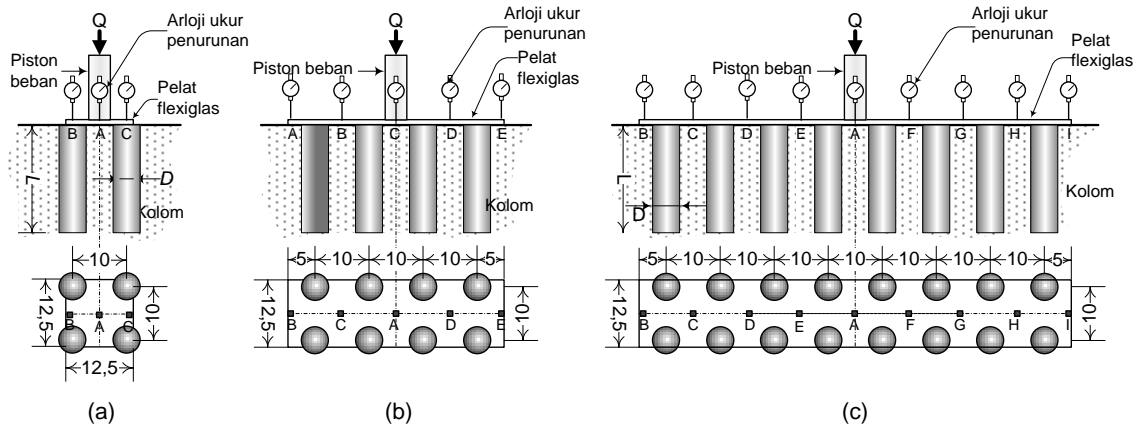 Q
Arloji ukur
penurunan
Piston
beban
Pelat
flexiglas
B A C
L
D
Kolom
10
12,5
10
B A C
12,5
(a)
Q
Arloji ukur
penurunan
Piston beban
Pelat
flexiglas
A B C D E
Kolom
5 10 10 10 5
12,5
10
B C A D E
(b)
Q
Arloji ukur
penurunan
Piston beban
Pelat
flexiglas
B C D E A F G H I
L
D
Kolom
5 10 10 10 10 10 10 10 5
12,5
10
B C D E A F G H I
(c)